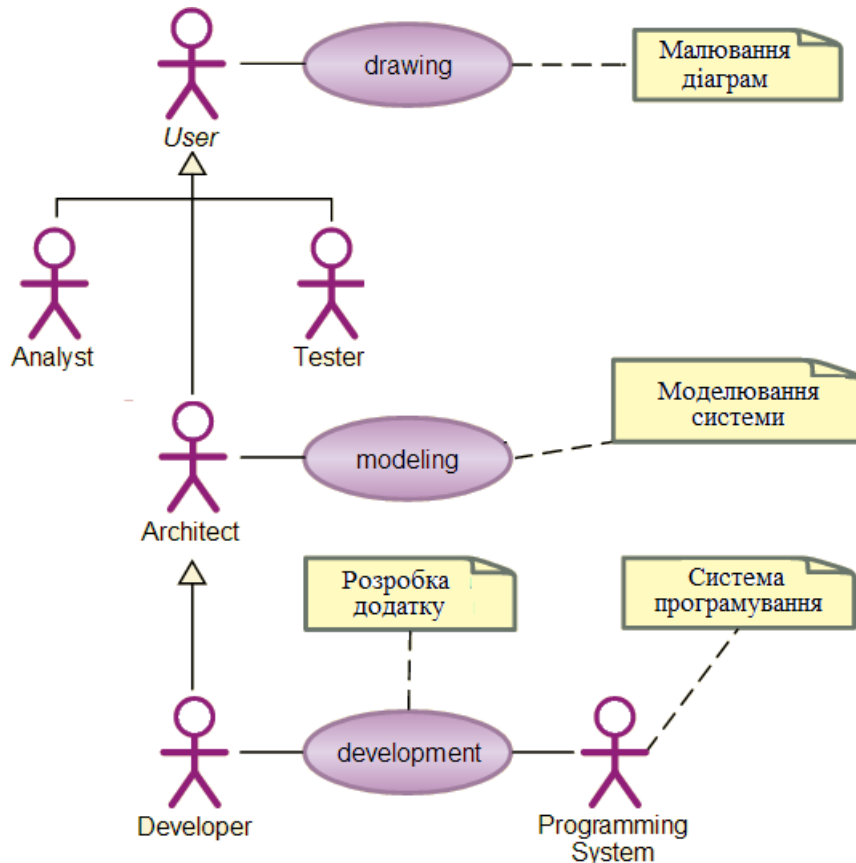 drawing
Малювання
діаграм
User
Analyst
Tester
Моделювання
системи
modeling
Architect
Розробка
додатку
Система
програмування
development
Developer
Programming
System